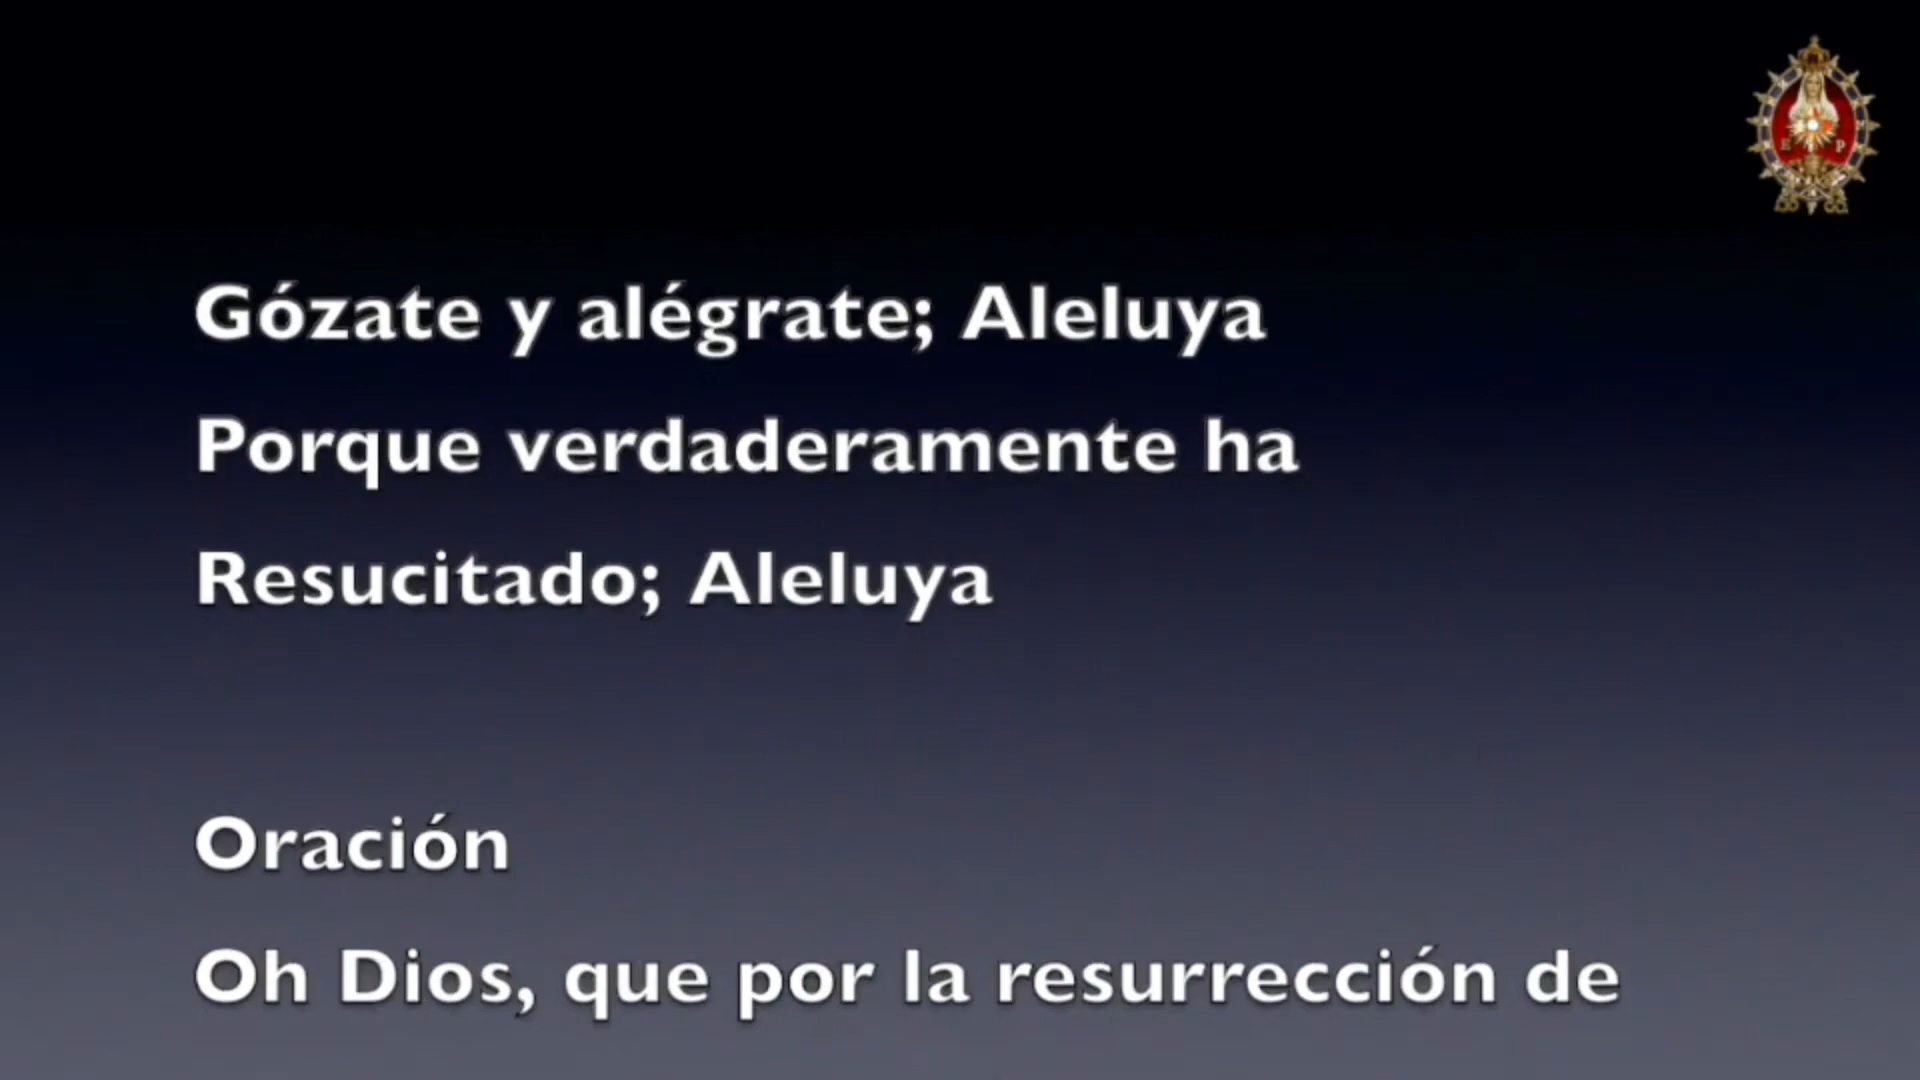 Gózate y alégrate; Aleluya
Porque verdaderamente ha
Resucitado; Aleluya
Oración
Oh Dios, que por la resurrección de
E P